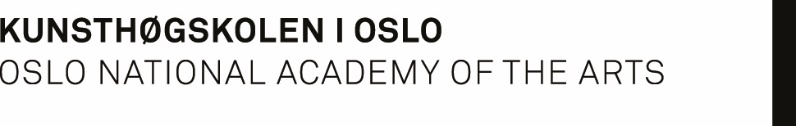 KUNSTHØGSKOLEN I OSLO
OSLO NATIONAL ACADEMY OF THE ARTS